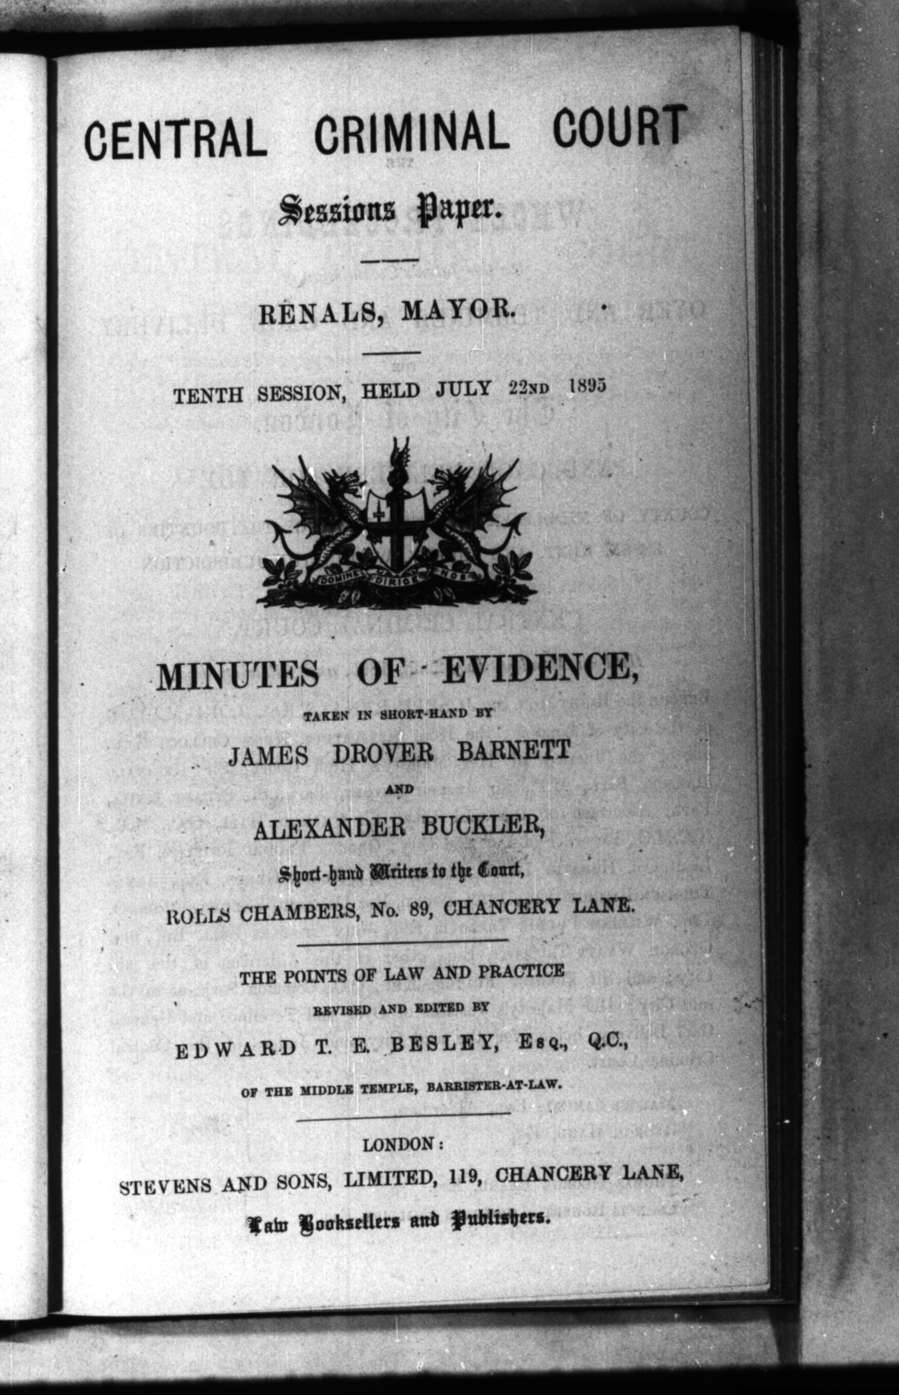 CENTRAL CRIMINAL COURT
Sessions Paper.
RENALS, MAYOR.
TENTH SESSION, HELD JULY 22ND 1895
DOMINE DIRIGE NOS
MINUTES OF EVIDENCE,
TAKEN IN SHORT-HAND BY
JAMES DROVER BARNETT
AND
ALEXANDER BUCKLER,
Short-hand Writers to the Court,
ROLLS CHAMBERS, No. 89, CHANCERY LANE.
THE POINTS OF LAW AND PRACTICE
REVISED AND EDITED BY
EDWARD T. E. BESLEY, Esq., Q.C.,
OF THE MIDDLE TEMPLE, BARRISTER-AT-LAW.
LONDON:
STEVENS AND SONS, LIMITED, 119, CHANCERY LANE,
Law Booksellers and Publishers.